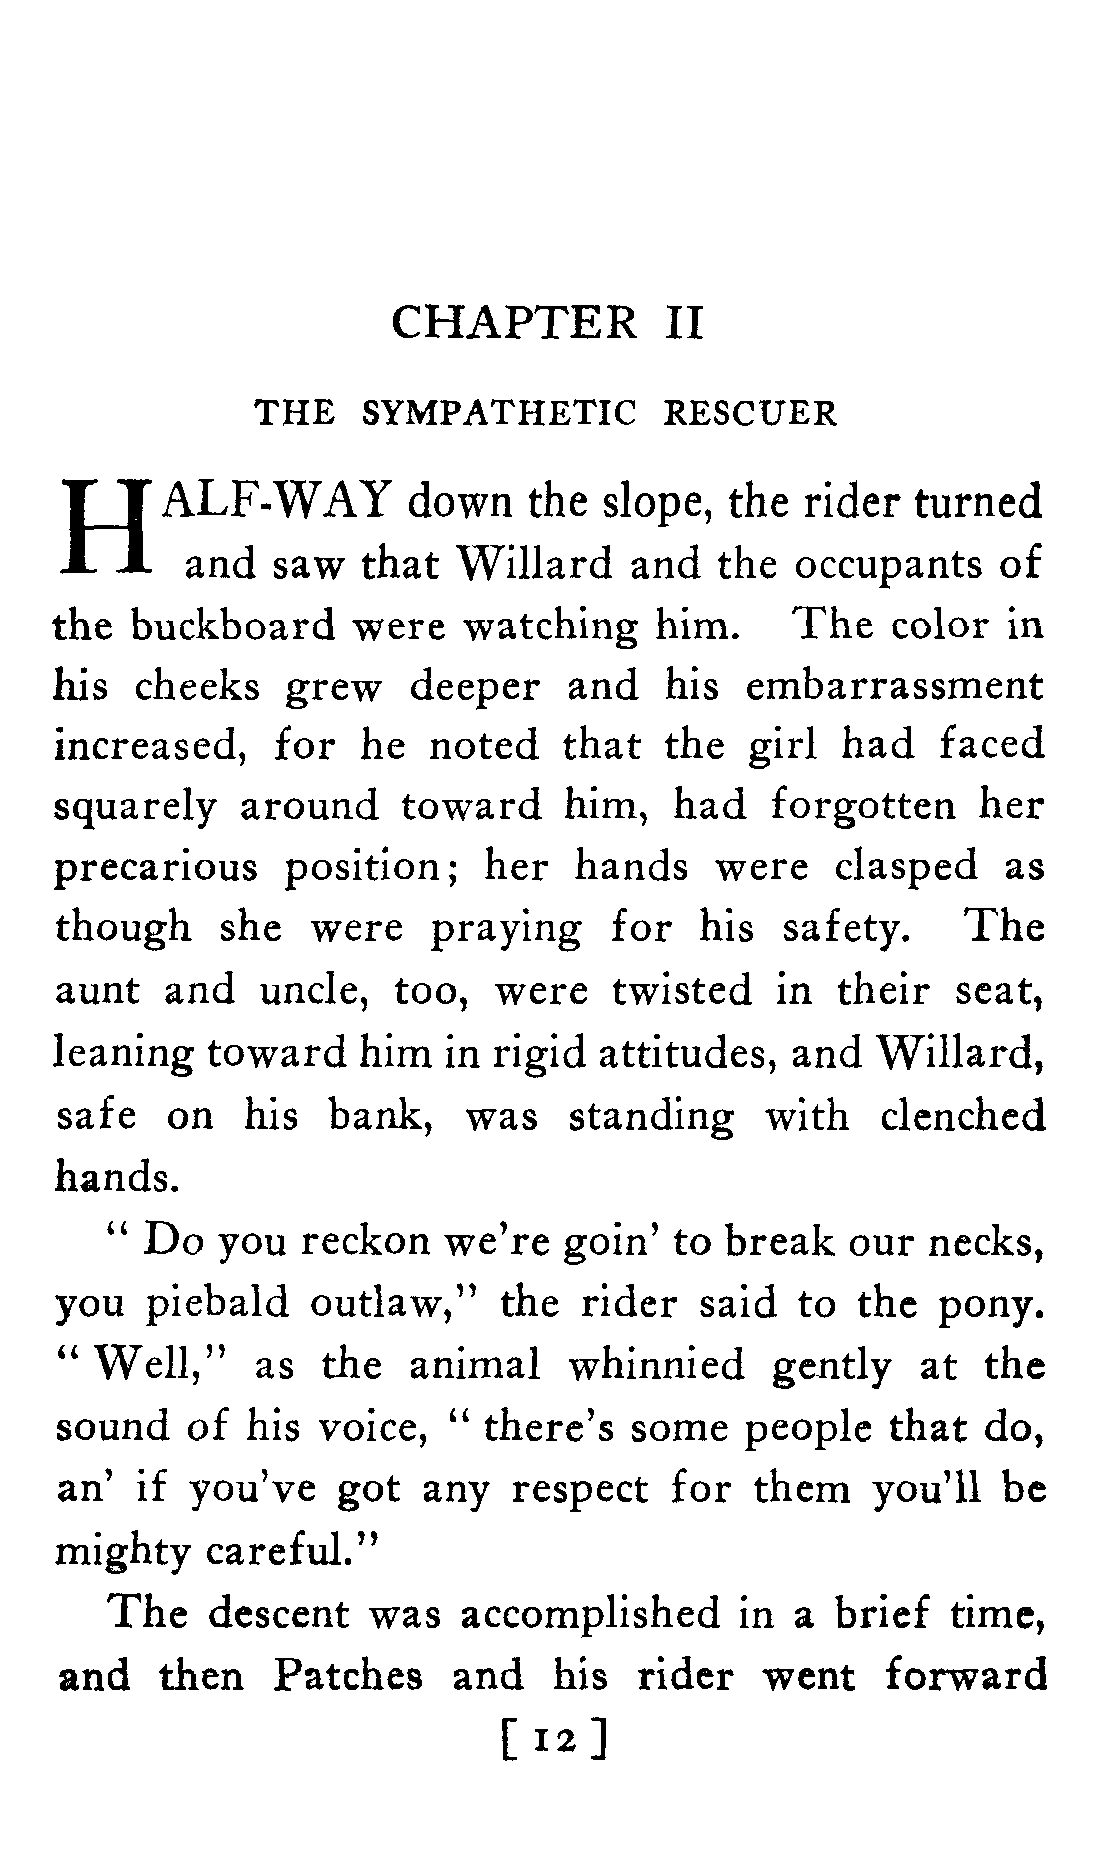 CHAPTER II
THE SYMPATHETIC RESCUER
HALF-WAY down the slope, the rider turned
and saw that Willard and the occupants of
the buckboard were watching him. The color in
his cheeks grew deeper and his embarrassment
increased, for he noted that the girl had faced
squarely around toward him, had forgotten her
precarious position; her hands were clasped as
though she were praying for his safety. The
aunt and uncle, too, were twisted in their seat,
leaning toward him in rigid attitudes, and Willard,
safe on his bank, was standing with clenched
hands.
“ Do you reckon we’re goin’ to break our necks,
you piebald outlaw,” the rider said to the pony.
“ Well,” as the animal whinnied gently at the
sound of his voice, “ there’s some people that do,
an’ if you’ve got any respect for them you’ll be
mighty careful.”
The descent was accomplished in a brief time,
and then Patches and his rider went forward
[ 12 ]